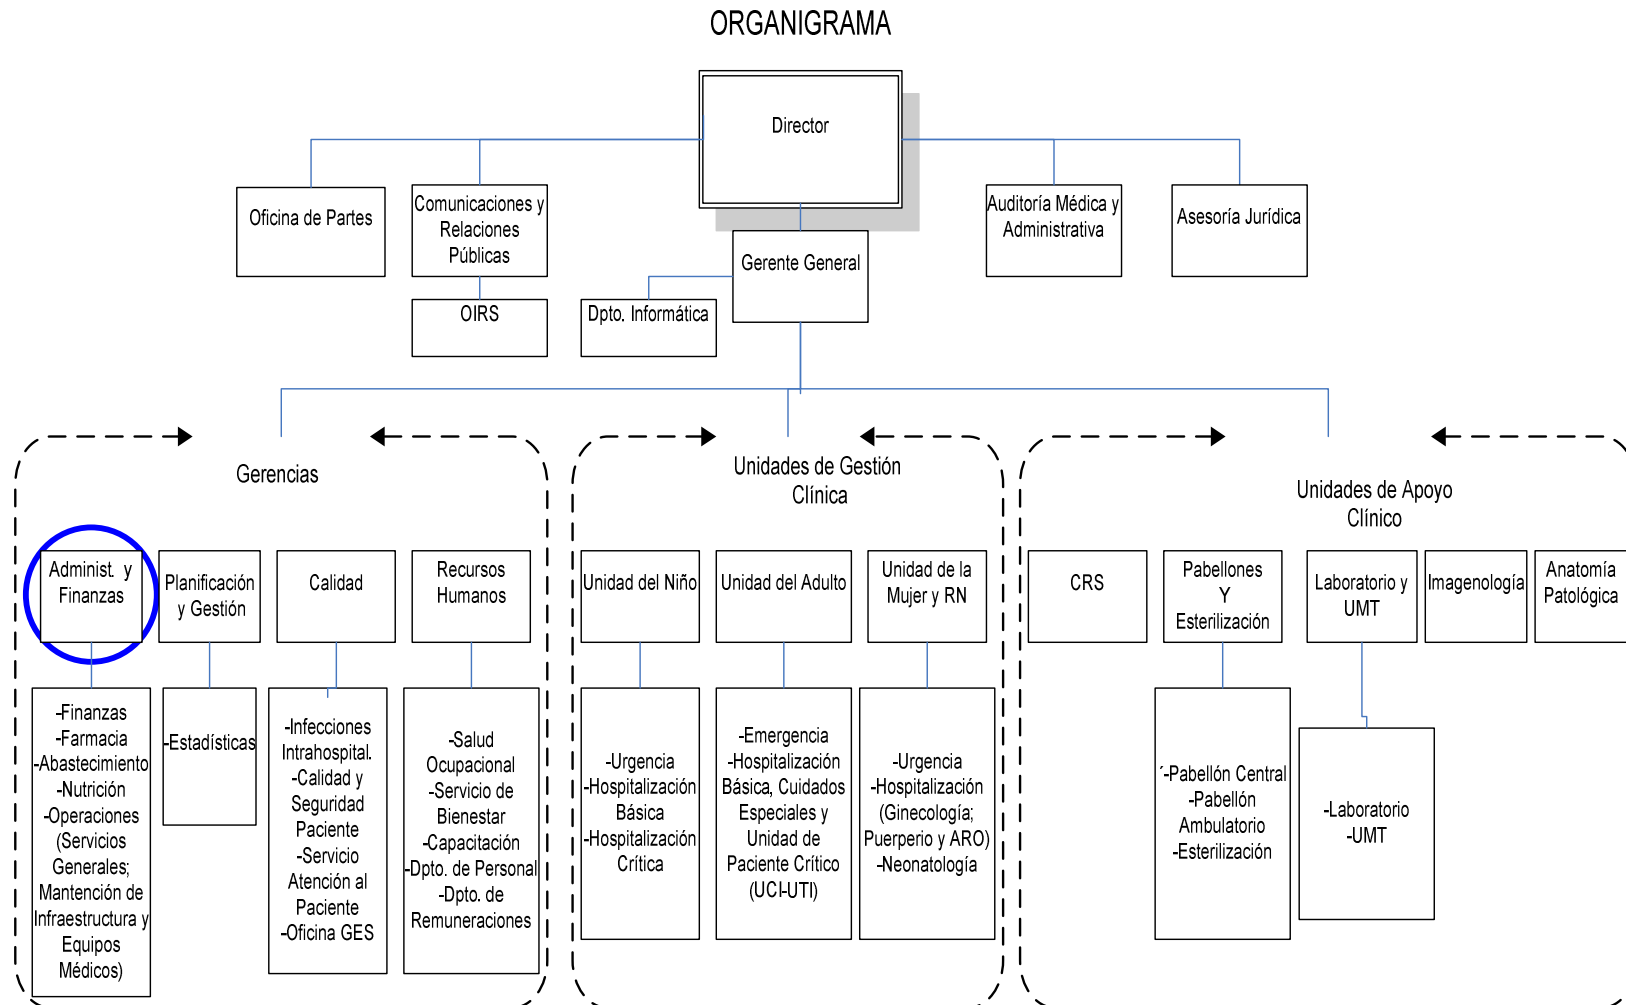 ORGANIGRAMA
Director
Oficina de Partes
Comunicaciones y
Relaciones
Públicas
Auditoría Médica y
Administrativa
Asesoría Jurídica
Gerente General
OIRS
Dpto. Informática
Gerencias
Unidades de Gestión
Clínica
Unidades de Apoyo
Clínico
Administ. y
Finanzas
Planificación
y Gestión
Calidad
Recursos
Humanos
Unidad del Niño
Unidad del Adulto
Unidad de la
Mujer y RN
CRS
Pabellones
Y
Esterilización
Laboratorio y
UMT
Imagenología
Anatomía
Patológica
-Finanzas
-Farmacia
-Abastecimiento
-Nutrición
-Operaciones
(Servicios
Generales;
Mantención de
Infraestructura y
Equipos
Médicos)
-Estadísticas
-Infecciones
Intrahospital.
-Calidad y
Seguridad
Paciente
-Servicio
Atención al
Paciente
-Oficina GES
-Salud
Ocupacional
-Servicio de
Bienestar
-Capacitación
-Dpto. de Personal
-Dpto. de
Remuneraciones
-Urgencia
-Hospitalización
Básica
-Hospitalización
Crítica
-Emergencia
-Hospitalización
Básica, Cuidados
Especiales y
Unidad de
Paciente Crítico
(UCI-UTI)
-Urgencia
-Hospitalización
(Ginecología;
Puerperio y ARO)
-Neonatología
´-Pabellón Central
-Pabellón
Ambulatorio
-Esterilización
-Laboratorio
-UMT